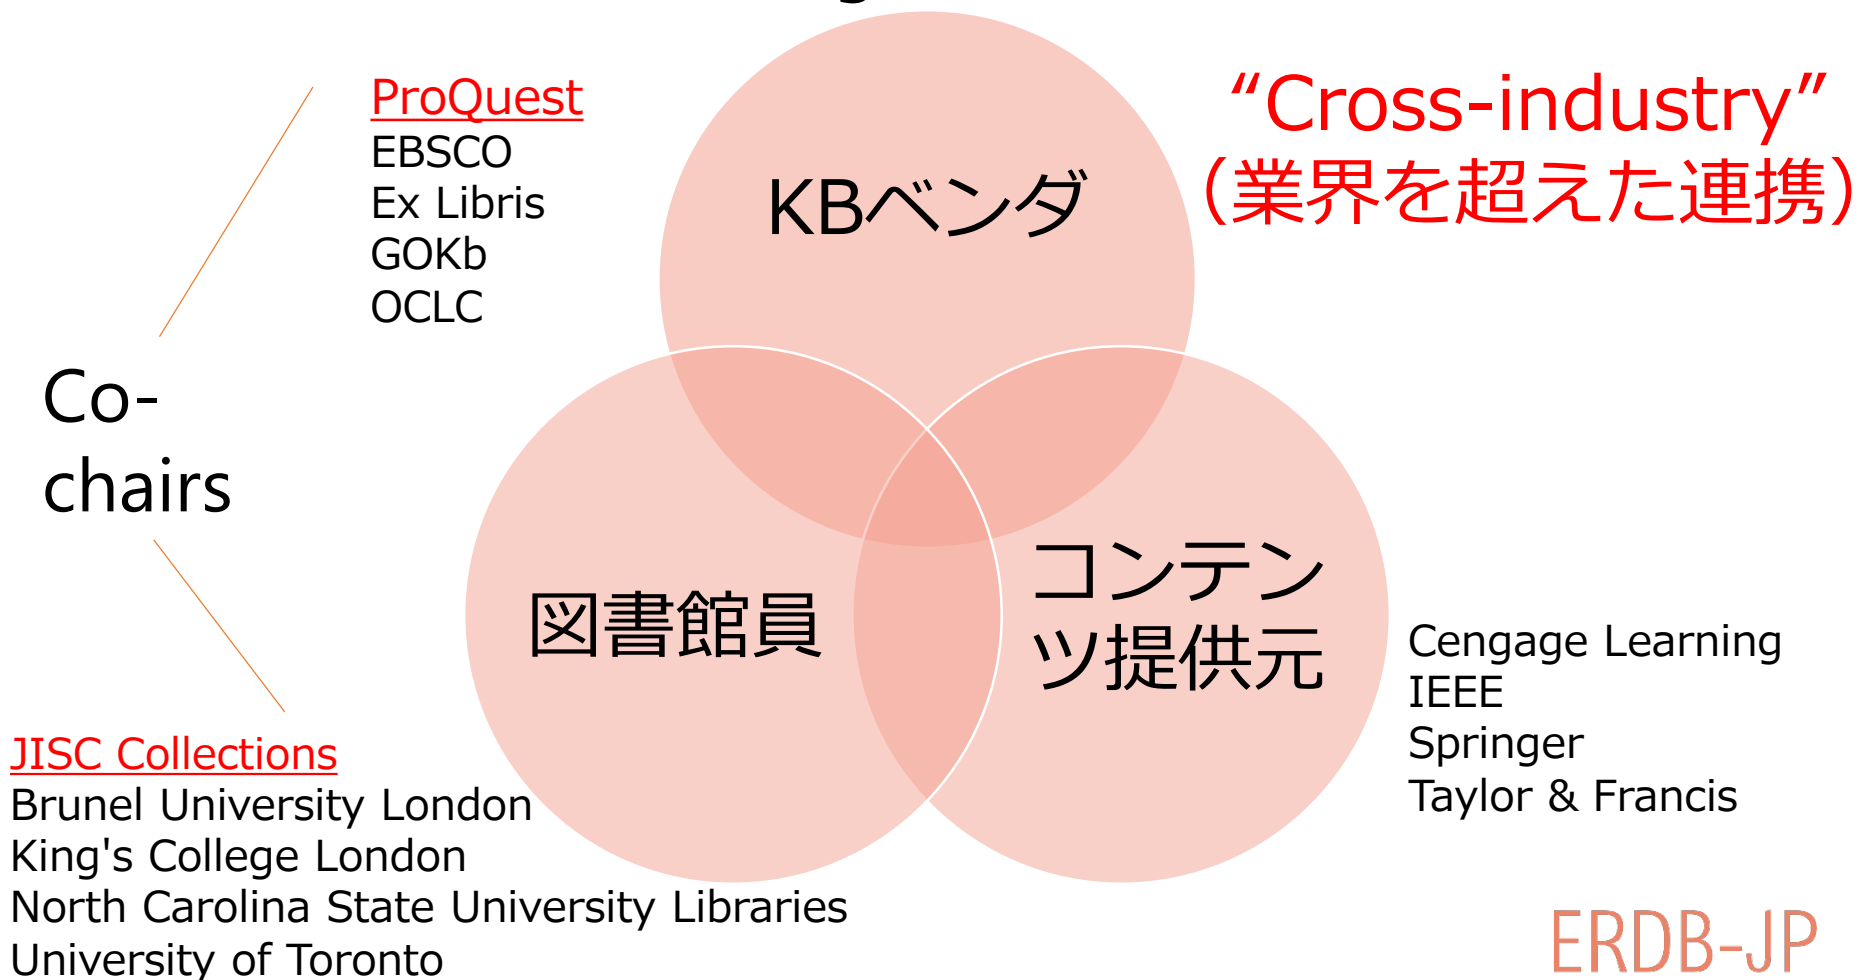 ProQuest
EBSCO
Ex Libris
GOKb
OCLC
“Cross-industry”
（業界を超えた連携）
KBベンダ
Co-
chairs
図書館員
コンテン
ツ提供元
Cengage Learning
IEEE
Springer
Taylor & Francis
JISC Collections
Brunel University London
King's College London
North Carolina State University Libraries
University of Toronto
ERDB-JP